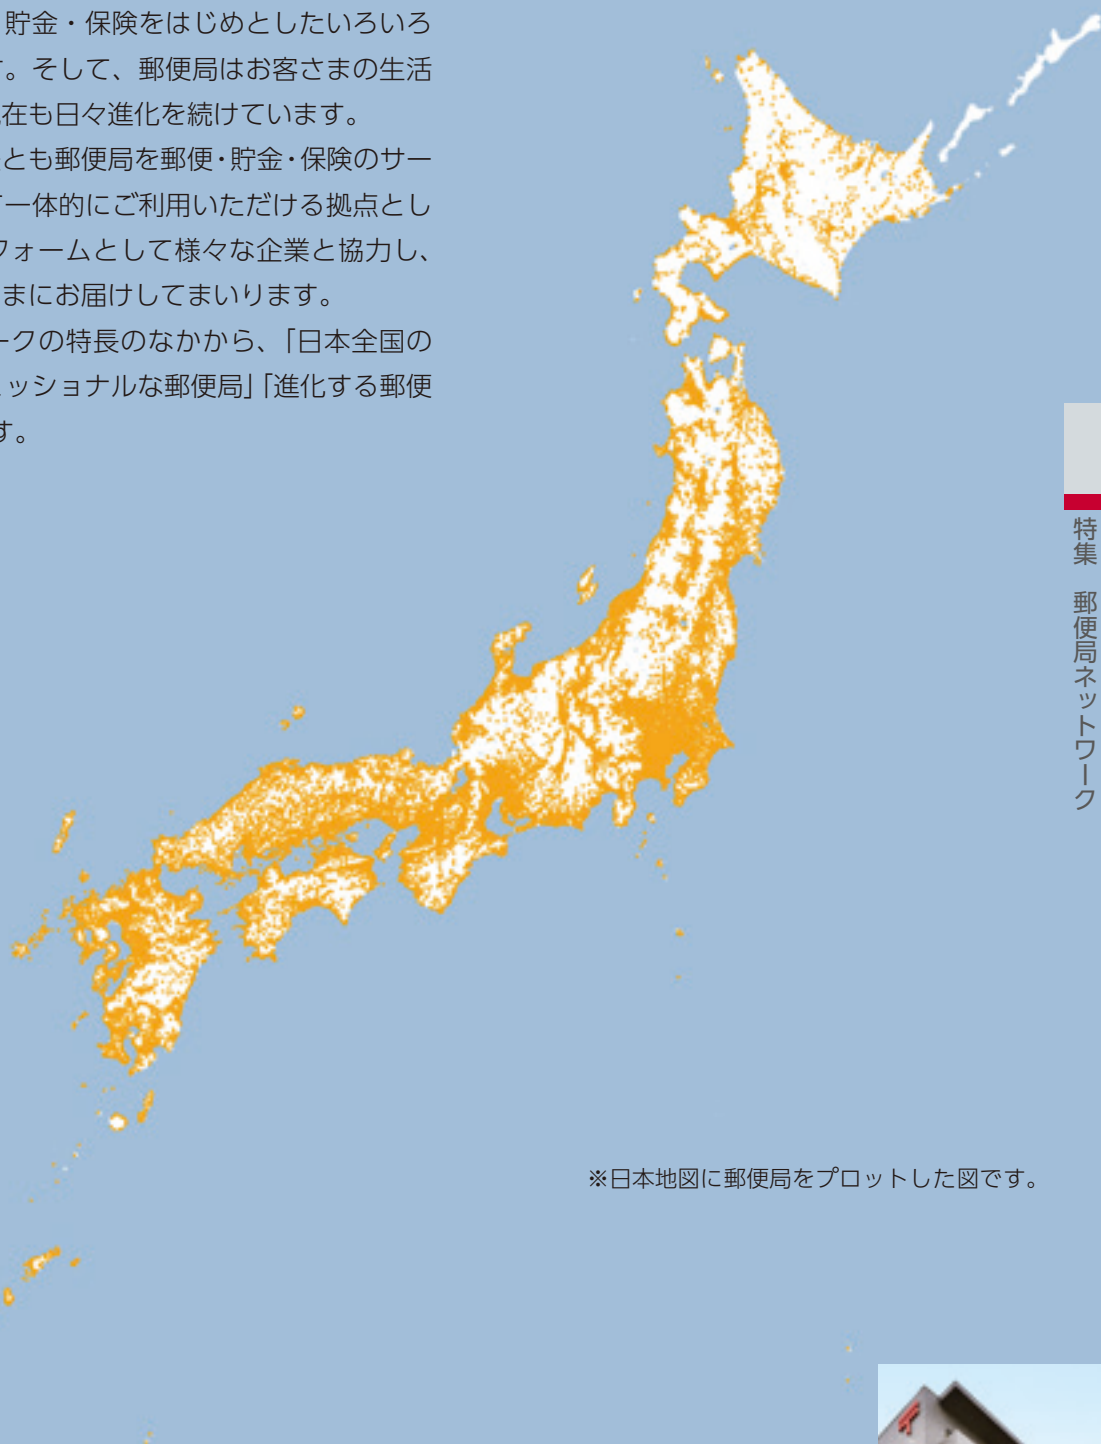 貯金・保険をはじめとしたいろいろ
。そして、郵便局はお客さまの生活
在も日々進化を続けています。
とも郵便局を郵便・貯金・保険のサー
一体的にご利用いただける拠点とし
フォームとして様々な企業と協力し、
まにお届けしてまいります。
ークの特長のなかから、「日本全国の
ェッショナルな郵便局」「進化する郵便
す。
特集 郵便局ネットワーク
※日本地図に郵便局をプロットした図です。